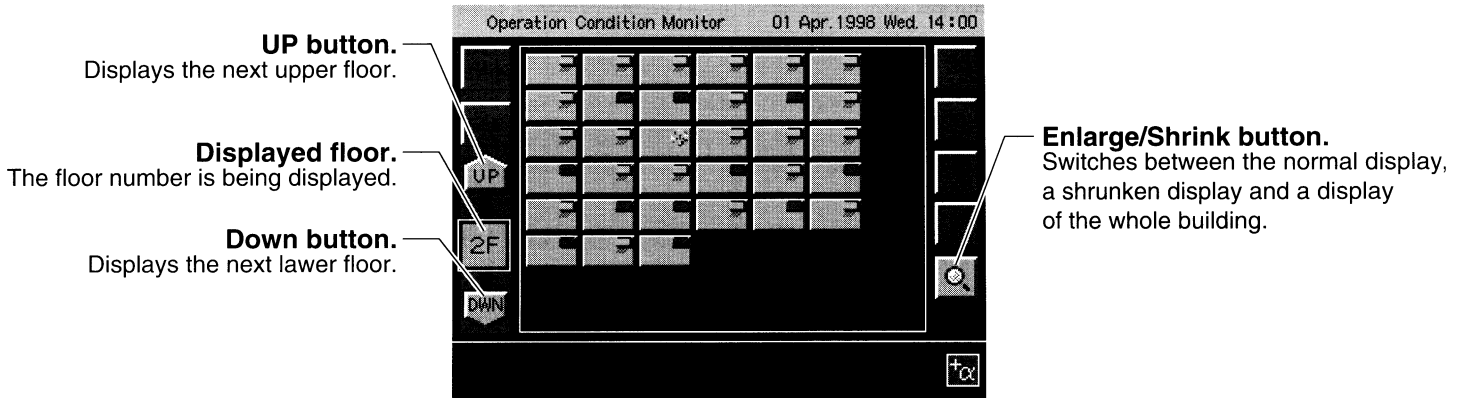 Operation Condition Monitor 01 Apr. 1998 Wed. 14:00
UP button.
Displays the next upper floor.
Displayed floor.
The floor number is being displayed.
Down button.
Displays the next lawer floor.
UP
2F
DWN
Enlarge/Shrink button.
Switches between the normal display,
a shrunken display and a display
of the whole building.
+α